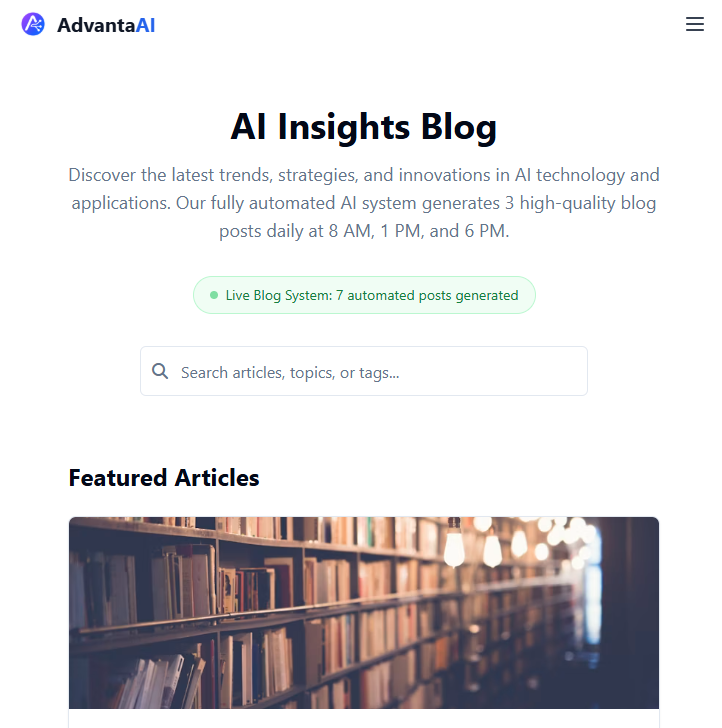 AdvantaAI
AI Insights Blog
Discover the latest trends, strategies, and innovations in AI technology and
applications. Our fully automated AI system generates 3 high-quality blog
posts daily at 8 AM, 1 PM, and 6 PM.
Live Blog System: 7 automated posts generated
Search articles, topics, or tags...
Featured Articles